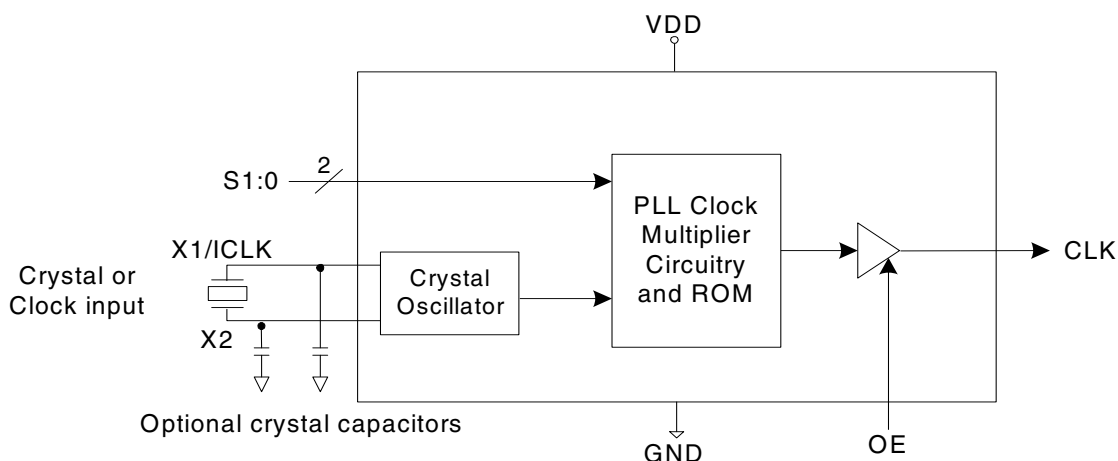 VDD
2
S1:0
PLL Clock
Multiplier
Circuitry
and ROM
X1/ICLK
Crystal or
Clock input
Crystal
Oscillator
CLK
X2
Optional crystal capacitors
GND
OE